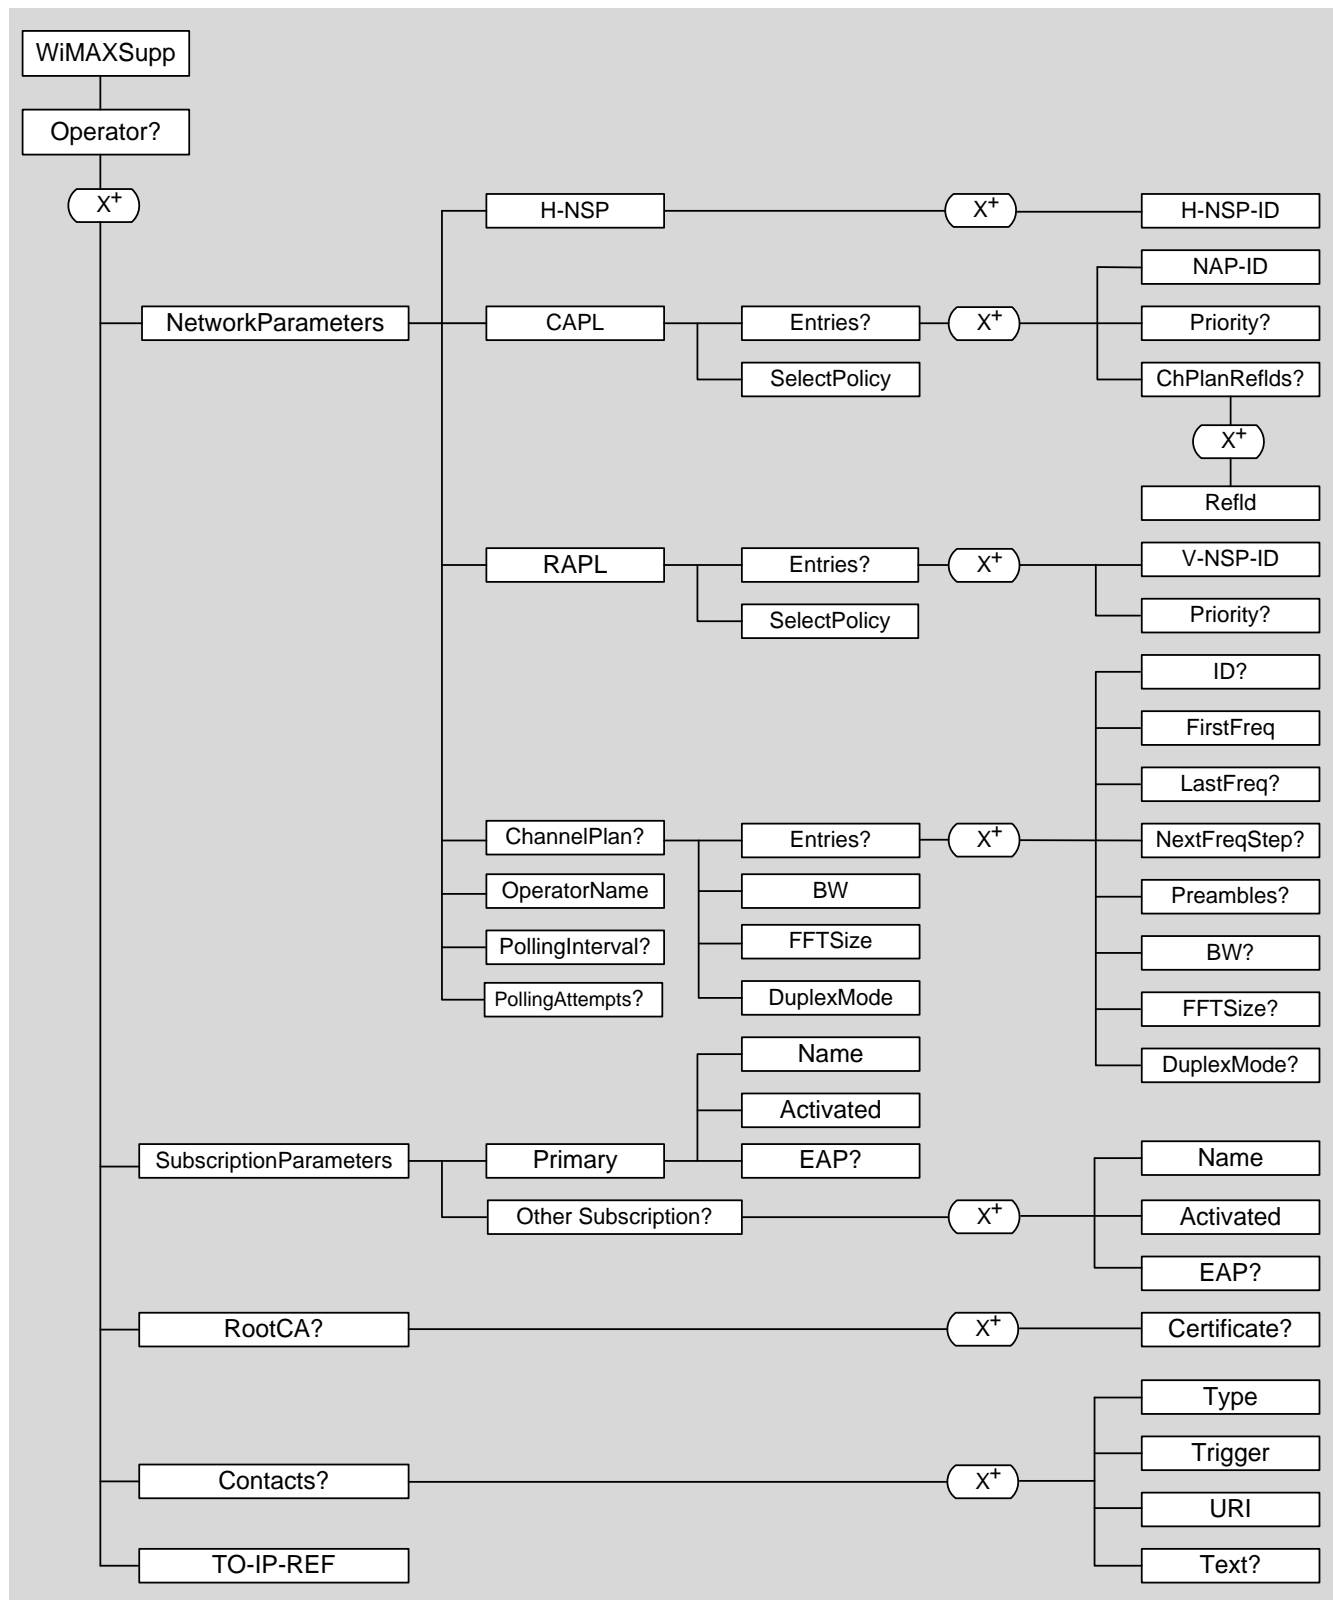 WiMAXSupp
Operator?
X+
H-NSP
X+
H-NSP-ID
NAP-ID
NetworkParameters
CAPL
Entries?
X+
Priority?
SelectPolicy
ChPlanRefIds?
X+
RefId
RAPL
Entries?
X+
V-NSP-ID
SelectPolicy
Priority?
ID?
FirstFreq
LastFreq?
ChannelPlan?
Entries?
X+
NextFreqStep?
OperatorName
BW
Preambles?
PollingInterval?
FFTSize
BW?
PollingAttempts?
DuplexMode
FFTSize?
Name
DuplexMode?
Activated
SubscriptionParameters
Primary
EAP?
Name
Other Subscription?
X+
Activated
EAP?
RootCA?
X+
Certificate?
Type
Trigger
Contacts?
X+
URI
TO-IP-REF
Text?